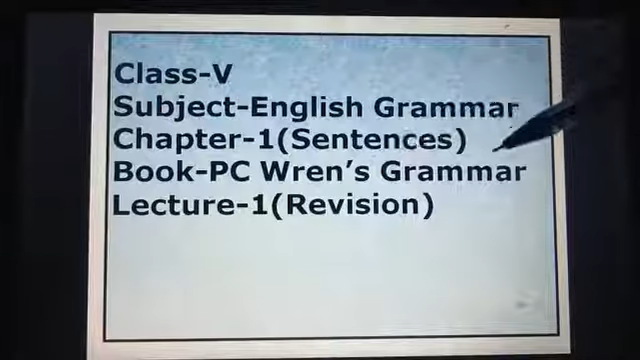 Class-V
Subject-English Grammar
Chapter-1(Sentences)
Book-PC Wren’s Grammar
Lecture-1(Revision)